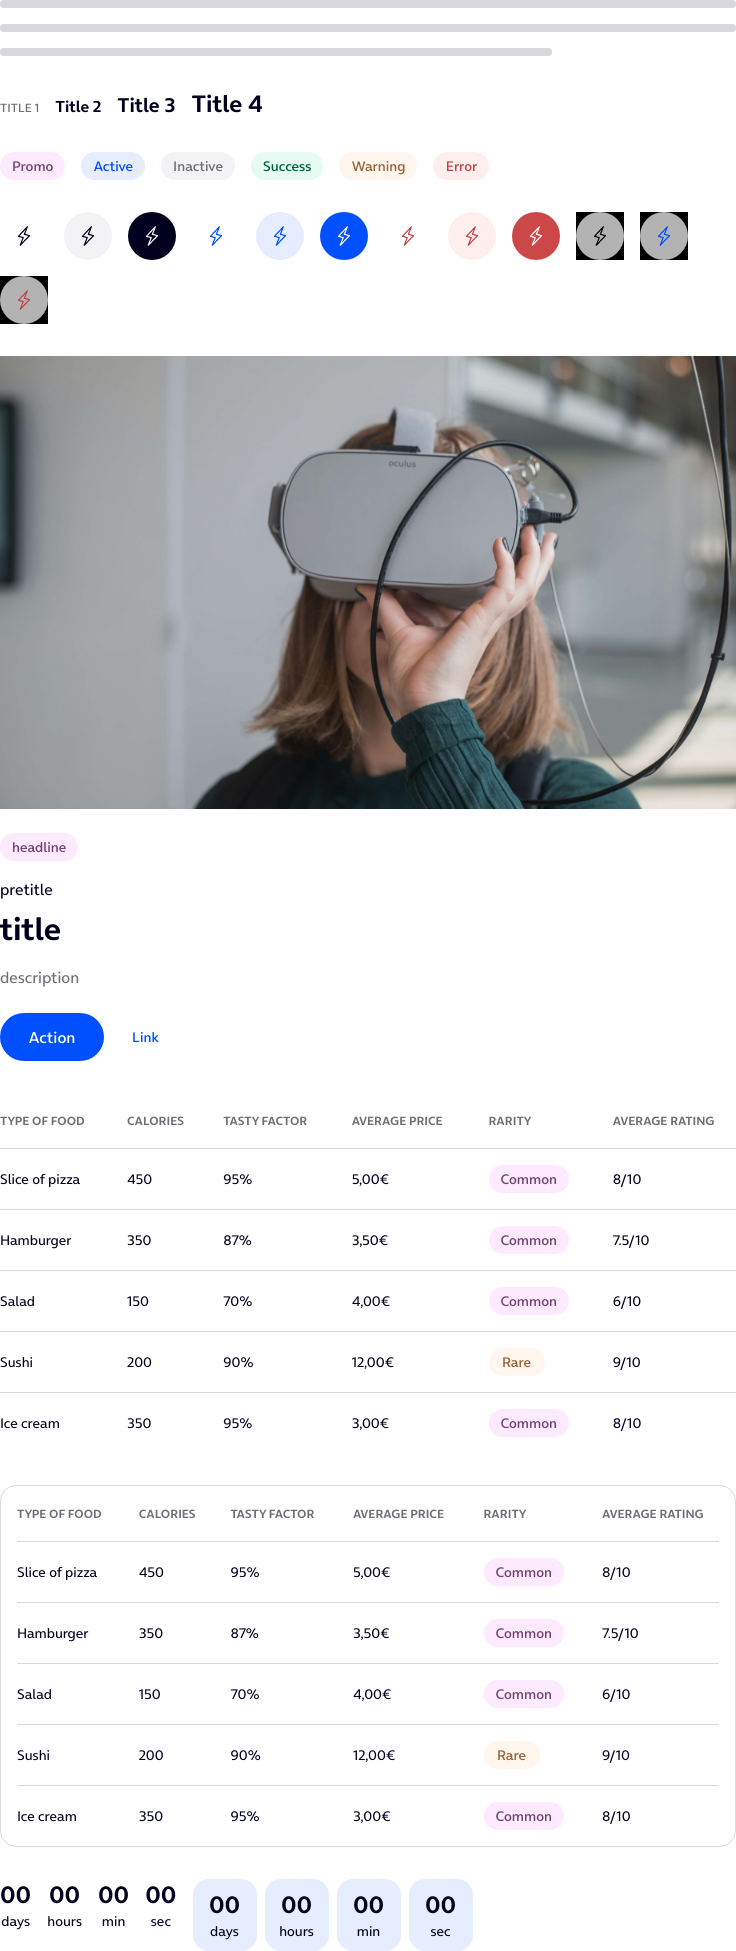 TITLE 1 Title 2 Title 3 Title 4
Promo Active Inactive Success Warning Error
oculus
headline
pretitle
title
description
Action Link
TYPE OF FOOD CALORIES TASTY FACTOR AVERAGE PRICE RARITY AVERAGE RATING
Slice of pizza 450 95% 5,00€ Common 8/10
Hamburger 350 87% 3,50€ Common 7.5/10
Salad 150 70% 4,00€ Common 6/10
Sushi 200 90% 12,00€ Rare 9/10
Ice cream 350 95% 3,00€ Common 8/10
TYPE OF FOOD CALORIES TASTY FACTOR AVERAGE PRICE RARITY AVERAGE RATING
Slice of pizza 450 95% 5,00€ Common 8/10
Hamburger 350 87% 3,50€ Common 7.5/10
Salad 150 70% 4,00€ Common 6/10
Sushi 200 90% 12,00€ Rare 9/10
Ice cream 350 95% 3,00€ Common 8/10
00 00 00 00 00 00 00 00
days hours min sec days hours min sec